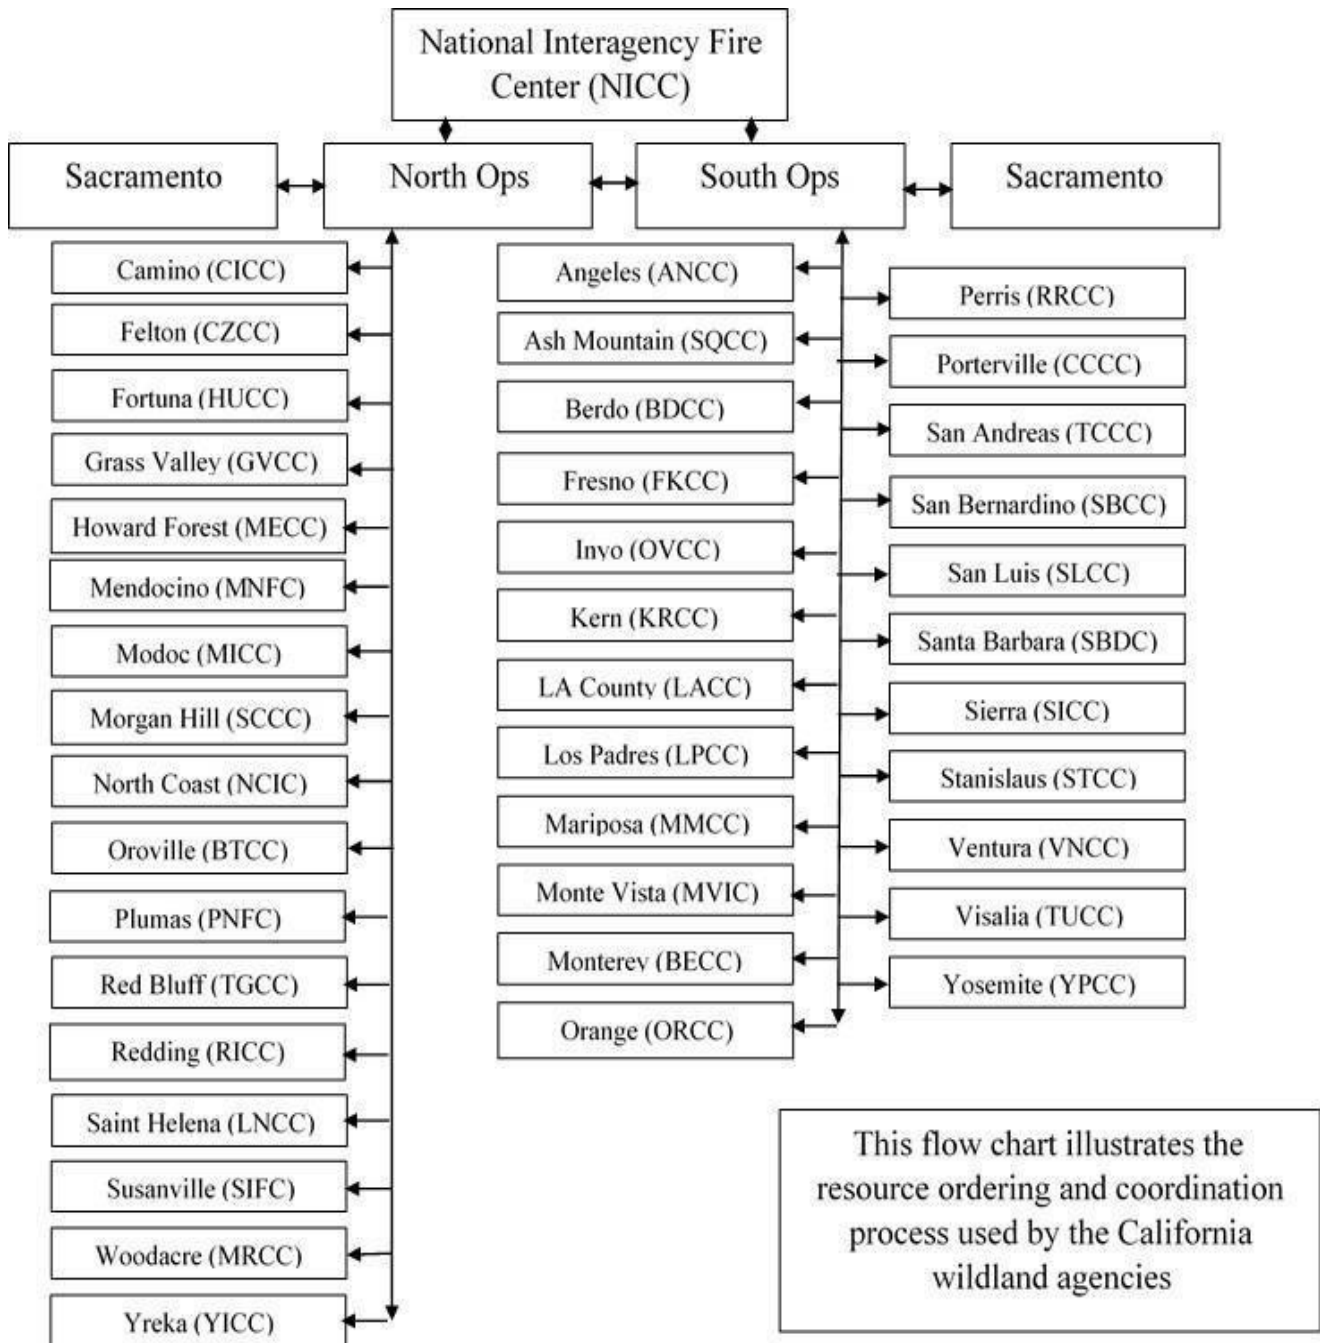 National Interagency Fire
Center (NICC)
Sacramento
North Ops
South Ops
Sacramento
Camino (CICC)
Felton (CZCC)
Fortuna (HUCC)
Grass Valley (GVCC)
Howard Forest (MECC)
Mendocino (MNFC)
Modoc (MICC)
Morgan Hill (SCCC)
North Coast (NCIC)
Oroville (BTCC)
Plumas (PNFC)
Red Bluff (TGCC)
Redding (RICC)
Saint Helena (LNCC)
Susanville (SIFC)
Woodacre (MRCC)
Yreka (YICC)
Angeles (ANCC)
Ash Mountain (SQCC)
Berdo (BDCC)
Fresno (FKCC)
Inyo (OVCC)
Kern (KRCC)
LA County (LACC)
Los Padres (LPCC)
Mariposa (MMCC)
Monte Vista (MVIC)
Monterey (BECC)
Orange (ORCC)
Perris (RRCC)
Porterville (CCCC)
San Andreas (TCCC)
San Bernardino (SBCC)
San Luis (SLCC)
Santa Barbara (SBDC)
Sierra (SICC)
Stanislaus (STCC)
Ventura (VNCC)
Visalia (TUCC)
Yosemite (YPCC)
This flow chart illustrates the
resource ordering and coordination
process used by the California
wildland agencies